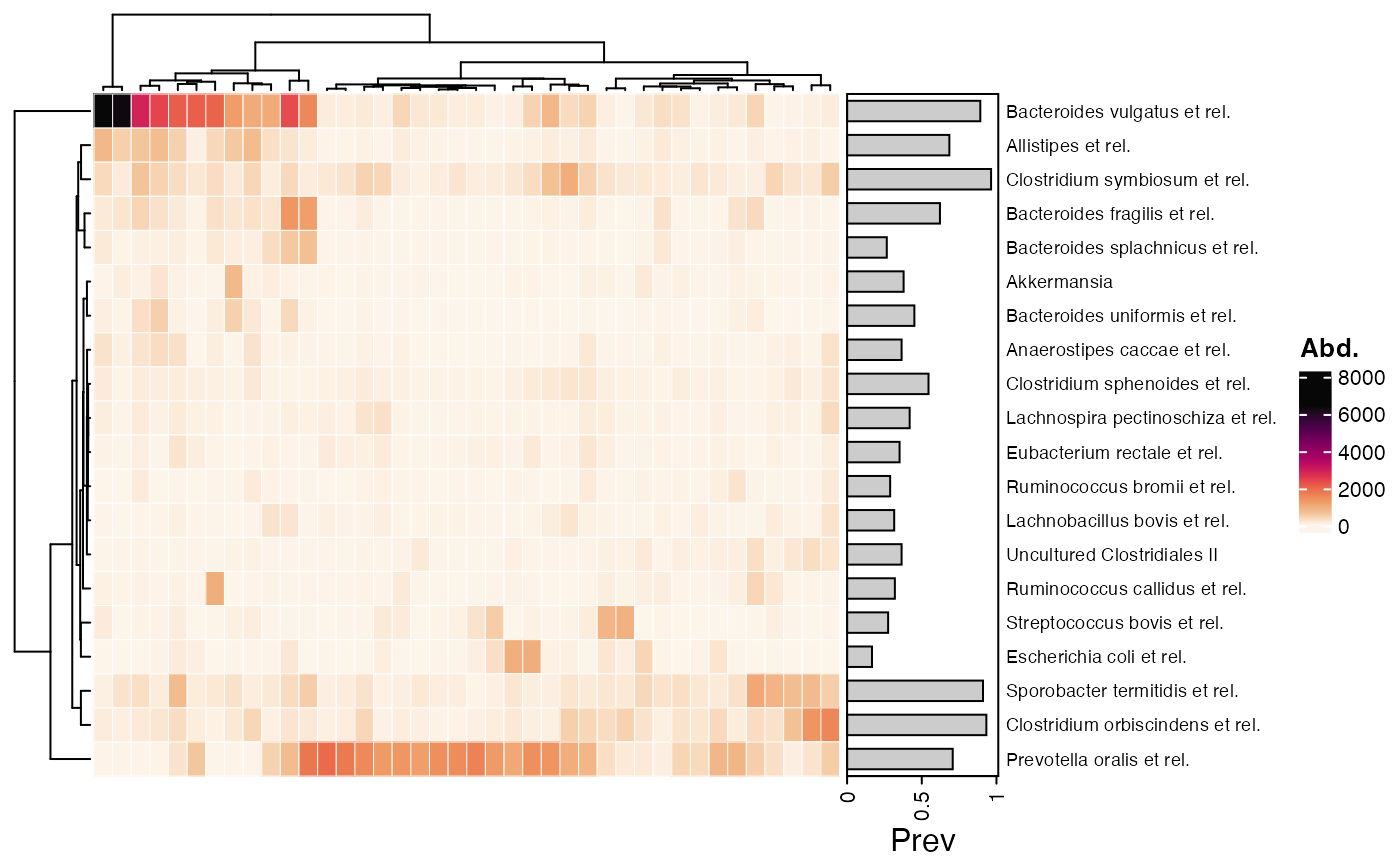 Bacteroides vulgatus et rel.
Allistipes et rel.
Clostridium symbiosum et rel.
Bacteroides fragilis et rel.
Bacteroides splachnicus et rel.
Akkermansia
Bacteroides uniformis et rel.
Anaerostipes caccae et rel.
Clostridium sphenoides et rel.
Lachnospira pectinoschiza et rel.
Eubacterium rectale et rel.
Ruminococcus bromii et rel.
Lachnobacillus bovis et rel.
Uncultured Clostridiales II
Ruminococcus callidus et rel.
Streptococcus bovis et rel.
Escherichia coli et rel.
Sporobacter termitidis et rel.
Clostridium orbiscindens et rel.
Prevotella oralis et rel.
0 0.5 1
Prev
Abd.
8000
6000
4000
2000
0